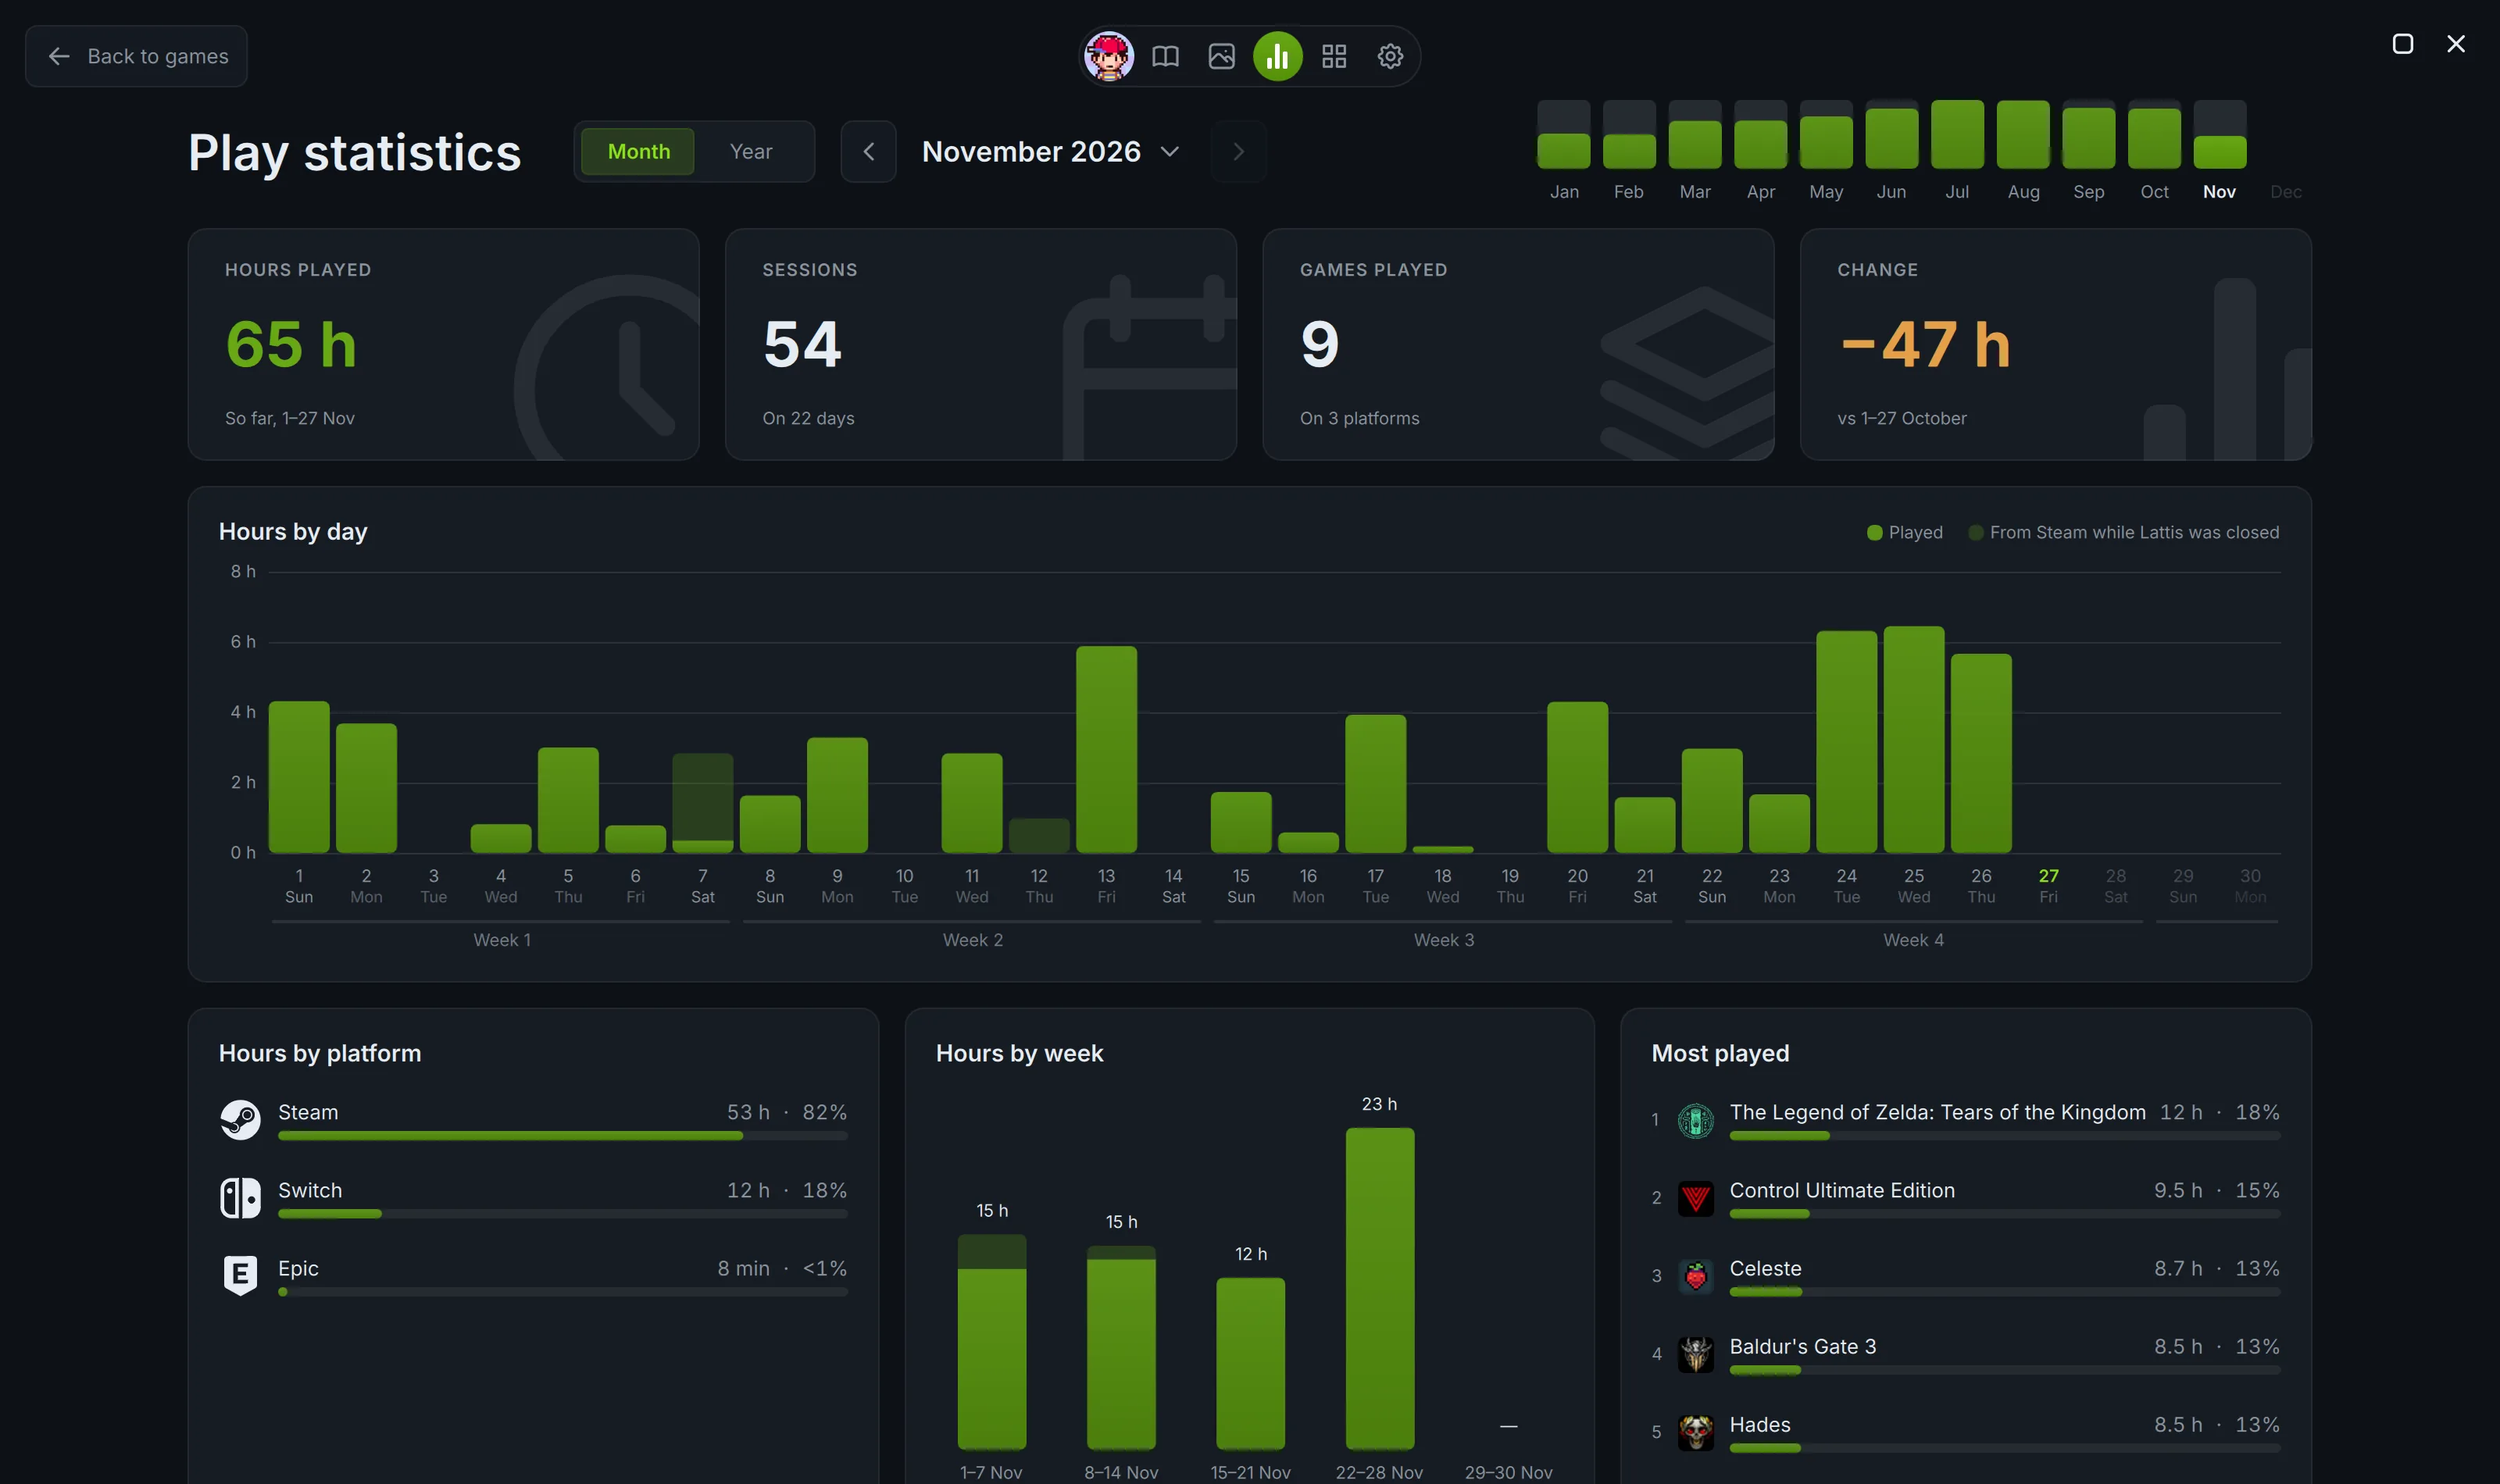 Back to games
Play statistics
Month Year
November 2026
Jan Feb Mar Apr May Jun Jul Aug Sep Oct Nov Dec
HOURS PLAYED
65 h
So far, 1–27 Nov
SESSIONS
54
On 22 days
GAMES PLAYED
9
On 3 platforms
CHANGE
−47 h
vs 1–27 October
Hours by day
Played From Steam while Lattis was closed
8 h
6 h
4 h
2 h
0 h
1 2 3 4 5 6 7 8 9 10 11 12 13 14 15 16 17 18 19 20 21 22 23 24 25 26 27 28 29 30
Sun Mon Tue Wed Thu Fri Sat Sun Mon Tue Wed Thu Fri Sat Sun Mon Tue Wed Thu Fri Sat Sun Mon Tue Wed Thu Fri Sat Sun Mon
Week 1 Week 2 Week 3 Week 4
Hours by platform
Steam 53 h · 82%
Switch 12 h · 18%
E
Epic 8 min · <1%
Hours by week
23 h
15 h
15 h
12 h
—
1–7 Nov 8–14 Nov 15–21 Nov 22–28 Nov 29–30 Nov
Most played
1 The Legend of Zelda: Tears of the Kingdom 12 h · 18%
2 Control Ultimate Edition 9.5 h · 15%
3 Celeste 8.7 h · 13%
4 Baldur's Gate 3 8.5 h · 13%
5 Hades 8.5 h · 13%